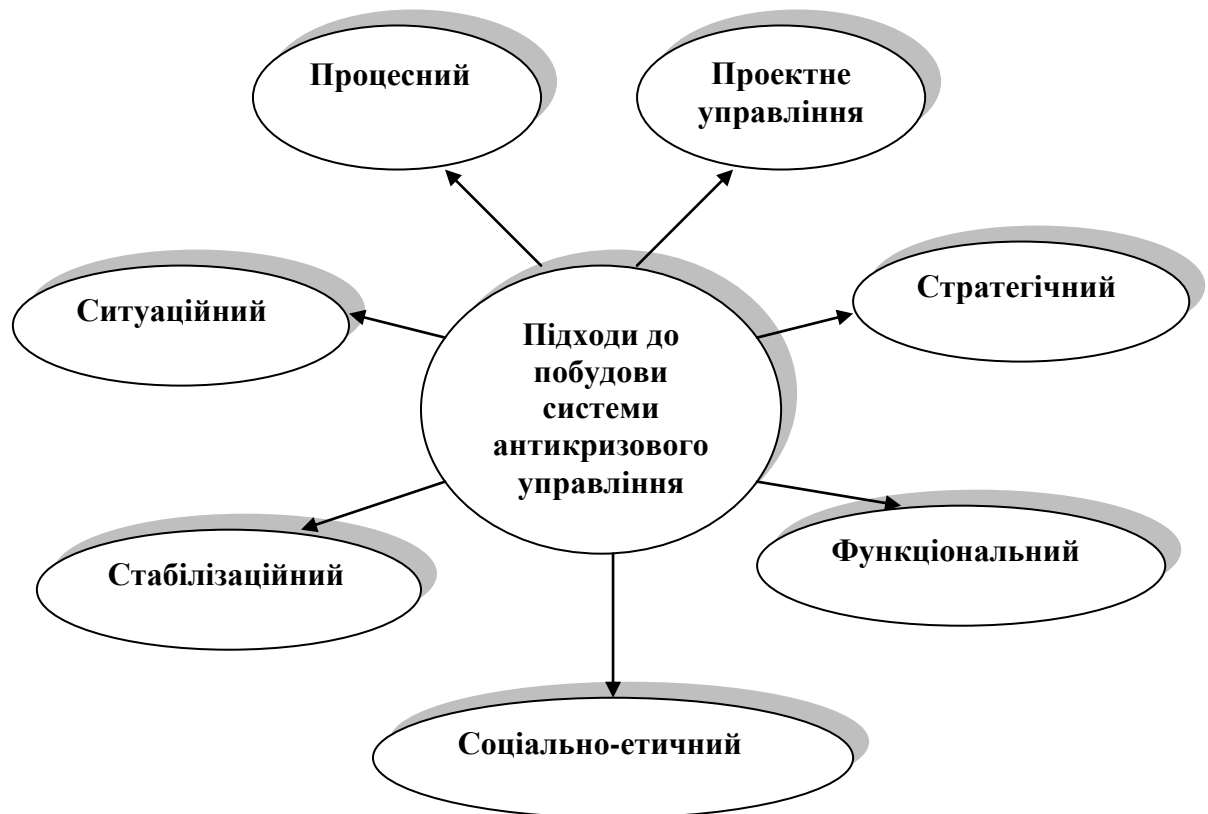 Процесний
Проектне
управління
Ситуаційний
Стратегічний
Підходи до
побудови
системи
антикризового
управління
Стабілізаційний
Функціональний
Соціально-етичний